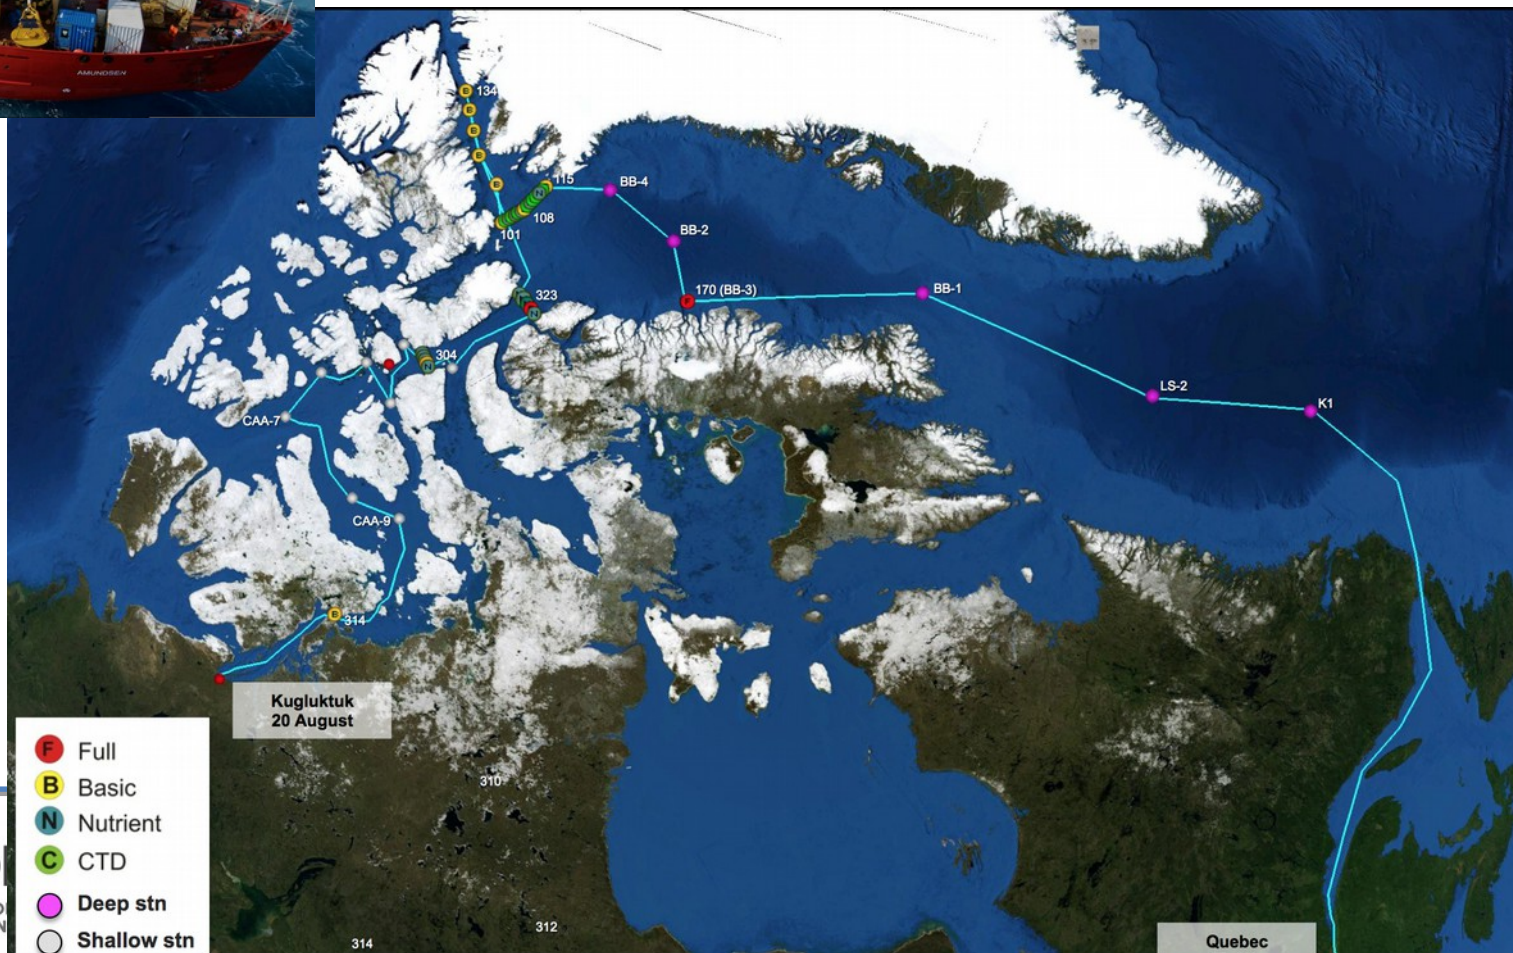 AMUNDSEN
134
115
BB-4
108
101
BB-2
323
170 (BB-3)
BB-1
304
LS-2
K1
CAA-7
CAA-9
314
Kugluktuk
20 August
310
312
314
Quebec
F Full
B Basic
N Nutrient
C CTD
Deep stn
Shallow stn